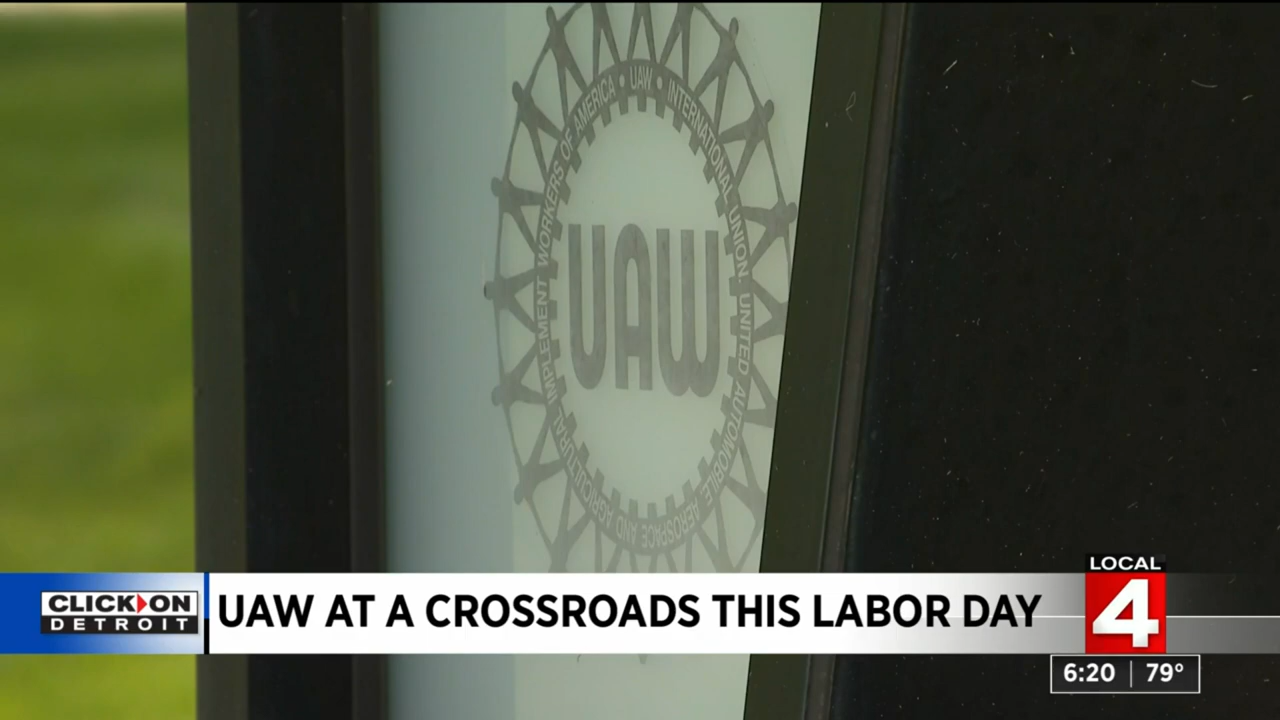 UAW • INTERNATIONAL UNION UNITED AUTOMOBILE AEROSPACE AND AGRICULTURAL IMPLEMENT WORKERS OF AMERICA •
UAW
CLICK ON
DETROIT
UAW AT A CROSSROADS THIS LABOR DAY
LOCAL
4
6:20 79°